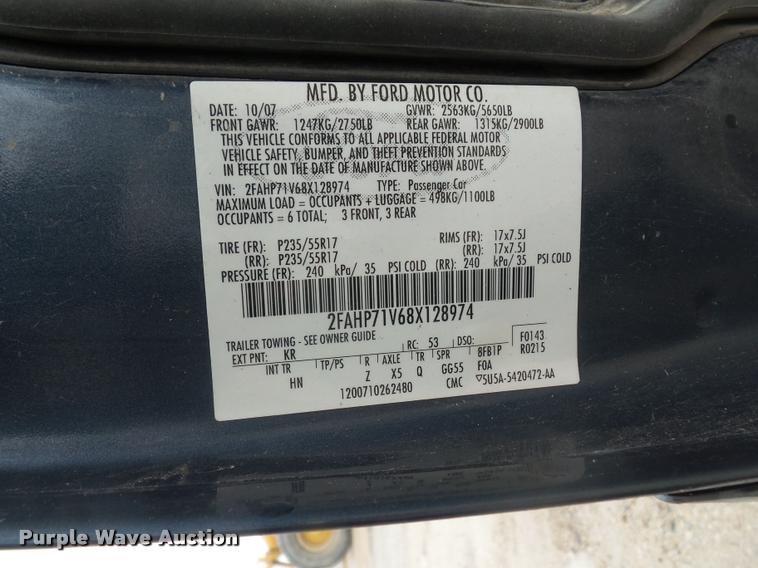 MFD. BY FORD MOTOR CO.
DATE: 10/07 GVWR: 2563KG/5650LB
FRONT GAWR: 1247KG/2750LB REAR GAWR: 1315KG/2900LB
THIS VEHICLE CONFORMS TO ALL APPLICABLE FEDERAL MOTOR
VEHICLE SAFETY, BUMPER, AND THEFT PREVENTION STANDARDS
IN EFFECT ON THE DATE OF MANUFACTURE SHOWN ABOVE.
VIN: 2FAHP71V68X128974 TYPE: Passenger Car
MAXIMUM LOAD = OCCUPANTS + LUGGAGE = 498KG/1100LB
OCCUPANTS = 6 TOTAL; 3 FRONT, 3 REAR
TIRE (FR): P235/55R17 RIMS (FR): 17x7.5J
(RR): P235/55R17 (RR): 17x7.5J
PRESSURE (FR): 240 kPa/ 35 PSI COLD (RR): 240 kPa/ 35 PSI COLD
2FAHP71V68X128974
TRAILER TOWING - SEE OWNER GUIDE
EXT PNT: KR RC: 53 DSO: F0143
INT TR TP/PS R AXLE TR SPR 8FB1P R0215
HN Z X5 Q GG55 FOA
1200710262480 CMC ▽5U5A-5420472-AA
Purple Wave Auction